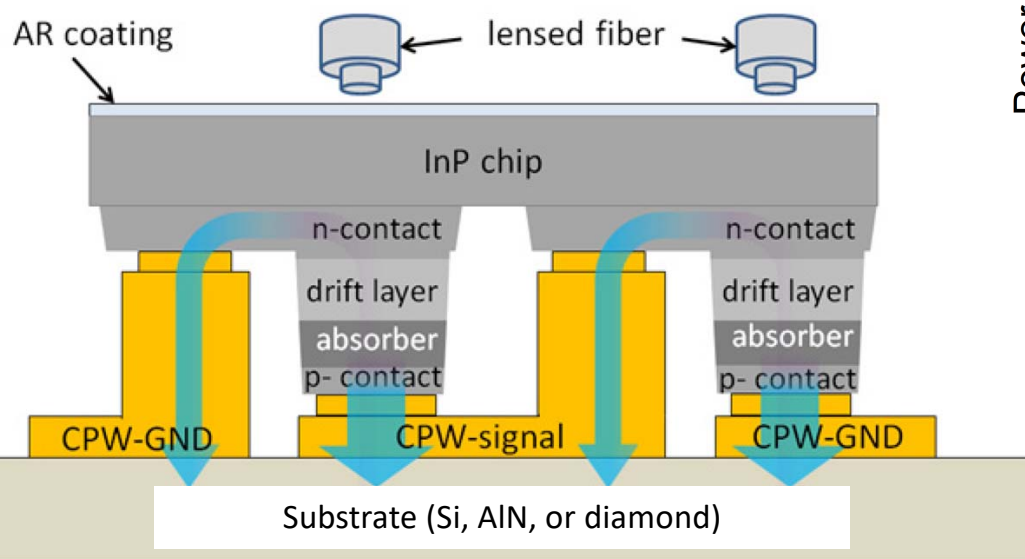 AR coating
lensed fiber
InP chip
n-contact
n-contact
drift layer
drift layer
absorber
absorber
p- contact
p- contact
CPW-GND
CPW-signal
CPW-GND
Substrate (Si, AlN, or diamond)